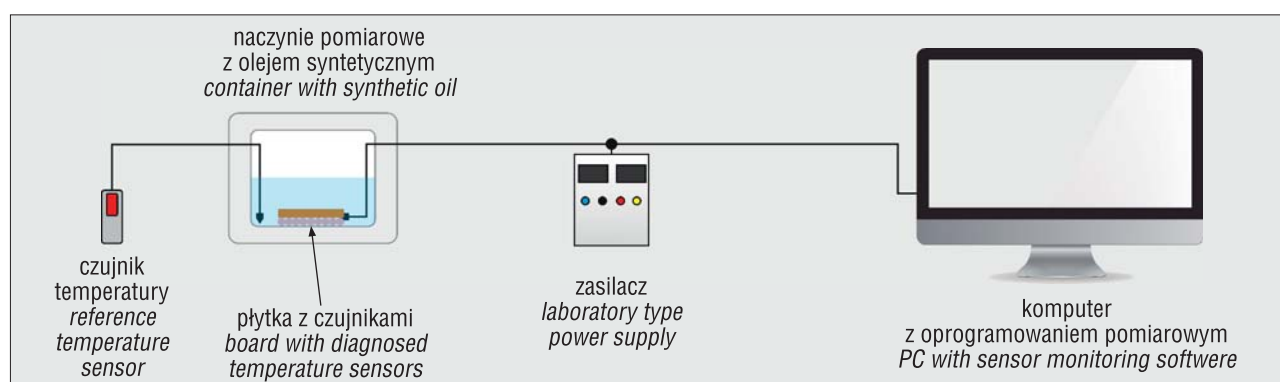 naczynie pomiarowe
z olejem syntetycznym
container with synthetic oil
czujnik
temperatury
reference
temperature
sensor
płytka z czujnikami
board with diagnosed
temperature sensors
zasilacz
laboratory type
power supply
komputer
z oprogramowaniem pomiarowym
PC with sensor monitoring softwere